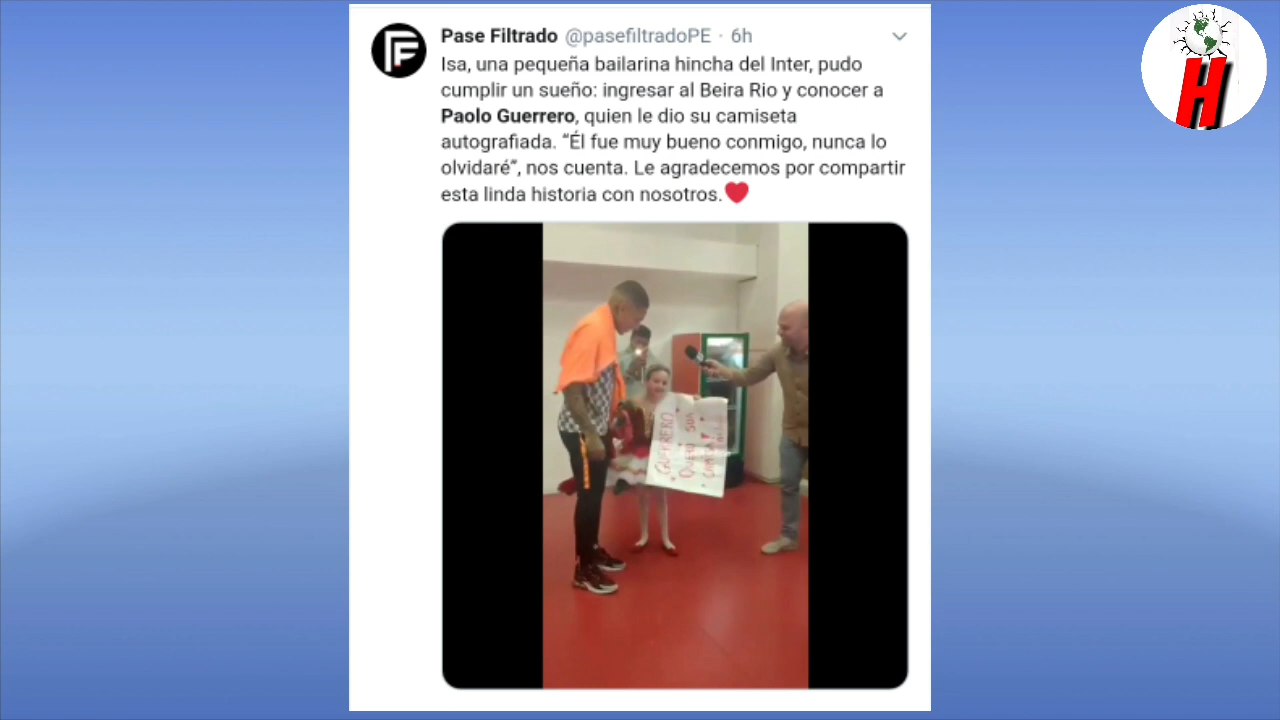 Pase Filtrado @pasefiltradoPE · 6h
Isa, una pequeña bailarina hincha del Inter, pudo
cumplir un sueño: ingresar al Beira Rio y conocer a
Paolo Guerrero, quien le dio su camiseta
autografiada. “Él fue muy bueno conmigo, nunca lo
olvidaré”, nos cuenta. Le agradecemos por compartir
esta linda historia con nosotros.❤️
GUERRERO
QUERO SUA
H